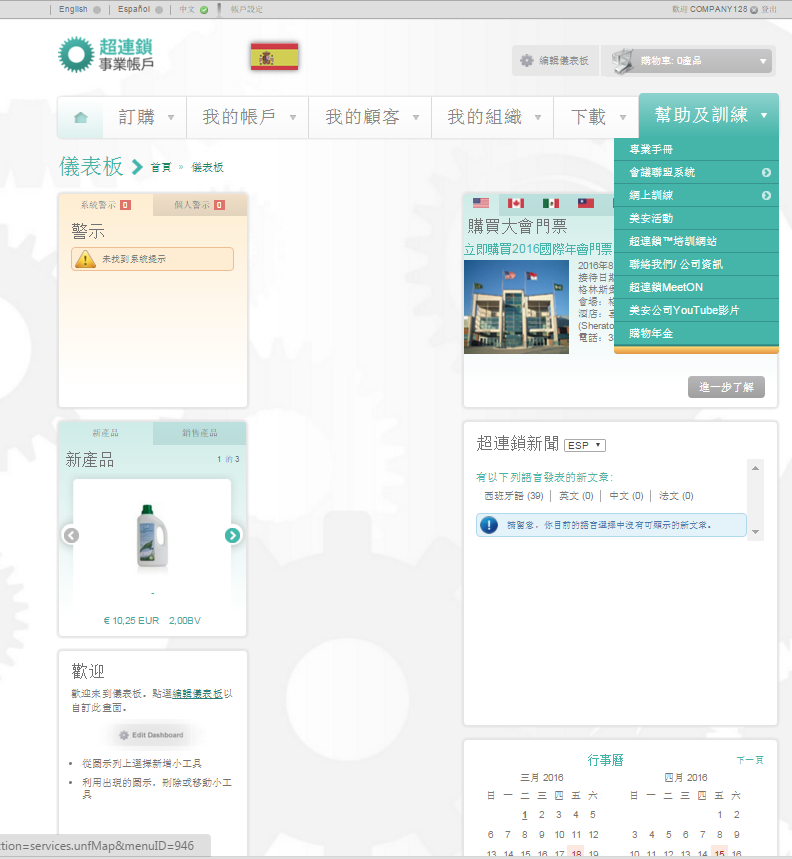 English
Español
中文
帳戶設定
歡迎 COMPANY128
登出
超連鎖
事業帳戶
編輯儀表板
購物車: 0產品
訂購
我的帳戶
我的顧客
我的組織
下載
幫助及訓練
儀表板
首頁 » 儀表板
專業手冊
會議聯盟系統
網上訓練
美安活動
超連鎖™培訓網站
聯絡我們/ 公司資訊
超連鎖MeetON
美安公司YouTube影片
購物年金
系統警示 0
個人警示 0
警示
未找到系統提示
購買大會門票
立即購買2016國際年會門票
2016年8
接待日期
格林斯堡
會場:
酒店:
(Sherato
電話: 3
進一步了解
新產品
銷售產品
新產品
1 的 3
-
€ 10,25 EUR 2,00BV
超連鎖新聞 ESP
有以下列語言發表的新文章:
西班牙語 (39) | 英文 (0) | 中文 (0) | 法文 (0)
請留意，你目前的語言選擇中沒有可顯示的新文章。
歡迎
歡迎來到儀表板。點選編輯儀表板以
自訂此畫面。
Edit Dashboard
• 從圖示列上選擇新增小工具
• 利用出現的圖示，刪除或移動小工
具
行事曆
下一頁
三月 2016
日 一 二 三 四 五 六
1 2 3 4 5
6 7 8 9 10 11 12
13 14 15 16 17 18 19
四月 2016
日 一 二 三 四 五 六
1 2
3 4 5 6 7 8 9
10 11 12 13 14 15 16
ction=services.unfMap&menuID=946